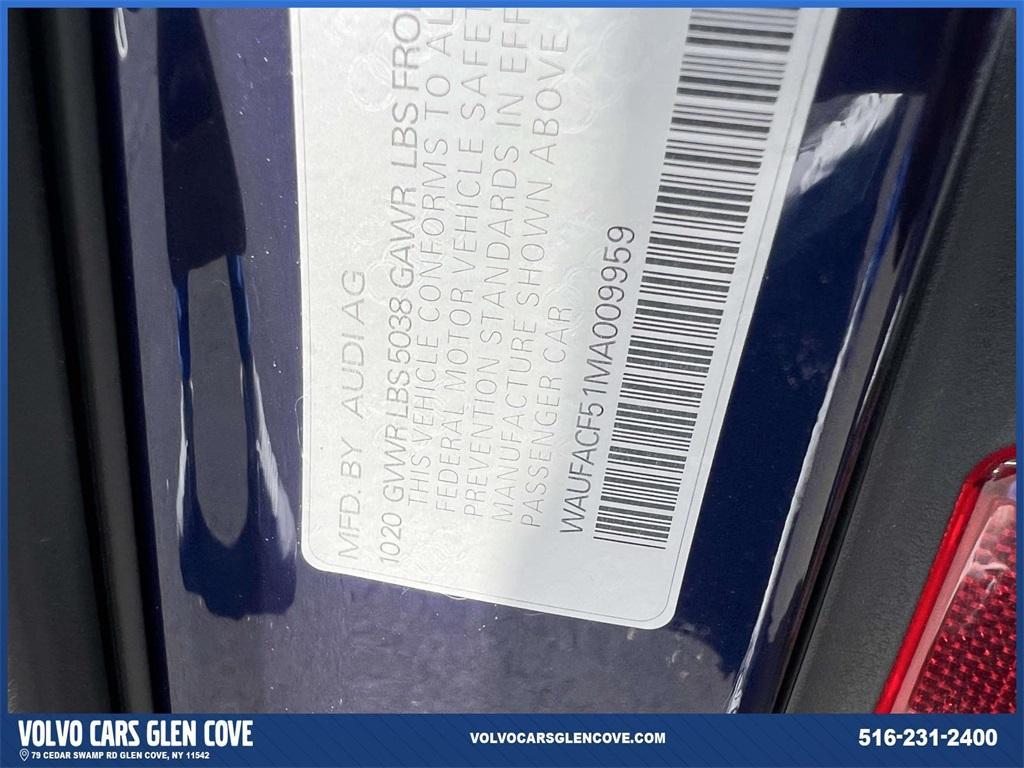 MFD. BY AUDI AG
1020 GVWR LBS 5038 GAWR LBS FRO
THIS VEHICLE CONFORMS TO AL
FEDERAL MOTOR VEHICLE SAFET
PREVENTION STANDARDS IN EFF
MANUFACTURE SHOWN ABOVE
PASSENGER CAR
WAUFACF51MA009959
VOLVO CARS GLEN COVE
79 CEDAR SWAMP RD GLEN COVE, NY 11542
VOLVOCARSGLENCOVE.COM
516-231-2400